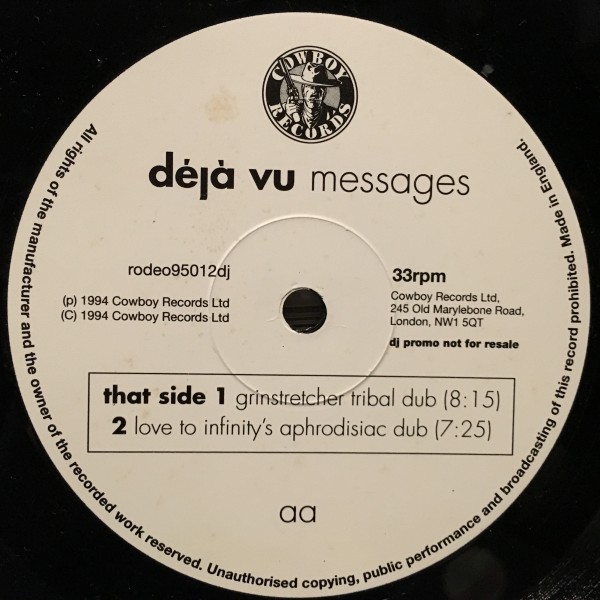 COWBOY
RECORDS
déjà vu messages
rodeo95012dj
33rpm
(p) 1994 Cowboy Records Ltd
(C) 1994 Cowboy Records Ltd
Cowboy Records Ltd,
245 Old Marylebone Road,
London, NW1 5QT
dj promo not for resale
that side 1 grinstretcher tribal dub (8:15)
2 love to infinity's aphrodisiac dub (7:25)
aa
All rights of the manufacturer and the owner of the recorded work reserved. Unauthorised copying, public performance and broadcasting of this record prohibited. Made in England.